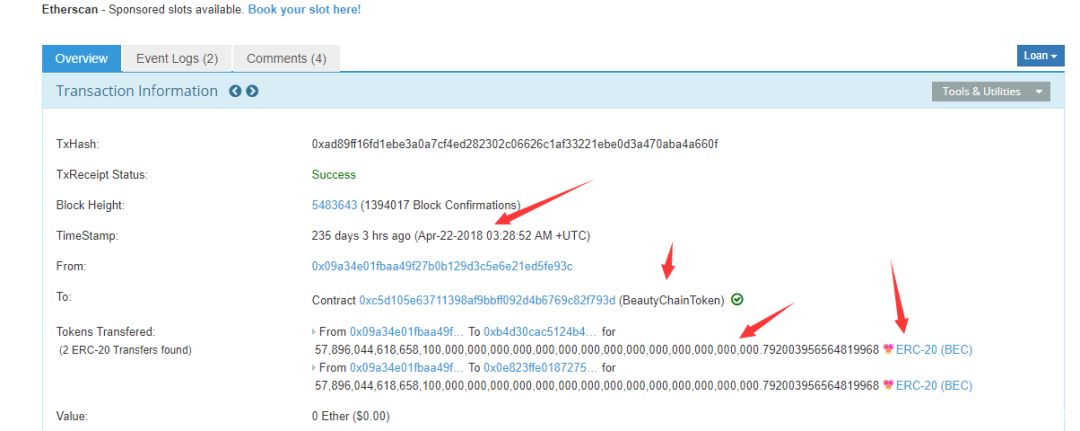 Etherscan - Sponsored slots available. Book your slot here!
Overview Event Logs (2) Comments (4) Loan
Transaction Information Tools & Utilities
TxHash: 0xad89ff16fd1ebe3a0a7cf4ed282302c06626c1af33221ebe0d3a470aba4a660f
TxReceipt Status: Success
Block Height: 5483643 (1394017 Block Confirmations)
TimeStamp: 235 days 3 hrs ago (Apr-22-2018 03:28:52 AM +UTC)
From: 0x09a34e01fbaa49f27b0b129d3c5e6e21ed5fe93c
To: Contract 0xc5d105e63711398af9bbff092d4b6769c82f793d (BeautyChainToken)
Tokens Transfered: From 0x09a34e01fbaa49f... To 0xb4d30cac5124b4... for
(2 ERC-20 Transfers found) 57,896,044,618,658,100,000,000,000,000,000,000,000,000,000,000,000,000,000,000.792003956564819968 ERC-20 (BEC)
From 0x09a34e01fbaa49f... To 0x0e823ffe0187275... for
57,896,044,618,658,100,000,000,000,000,000,000,000,000,000,000,000,000,000,000.792003956564819968 ERC-20 (BEC)
Value: 0 Ether ($0.00)